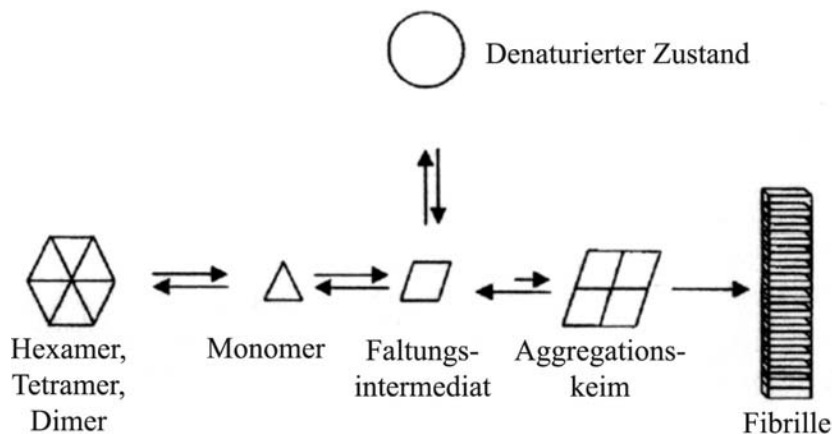 Denaturierter Zustand
Hexamer,
Tetramer,
Dimer
Monomer
Faltungs-
intermediat
Aggregations-
keim
Fibrille